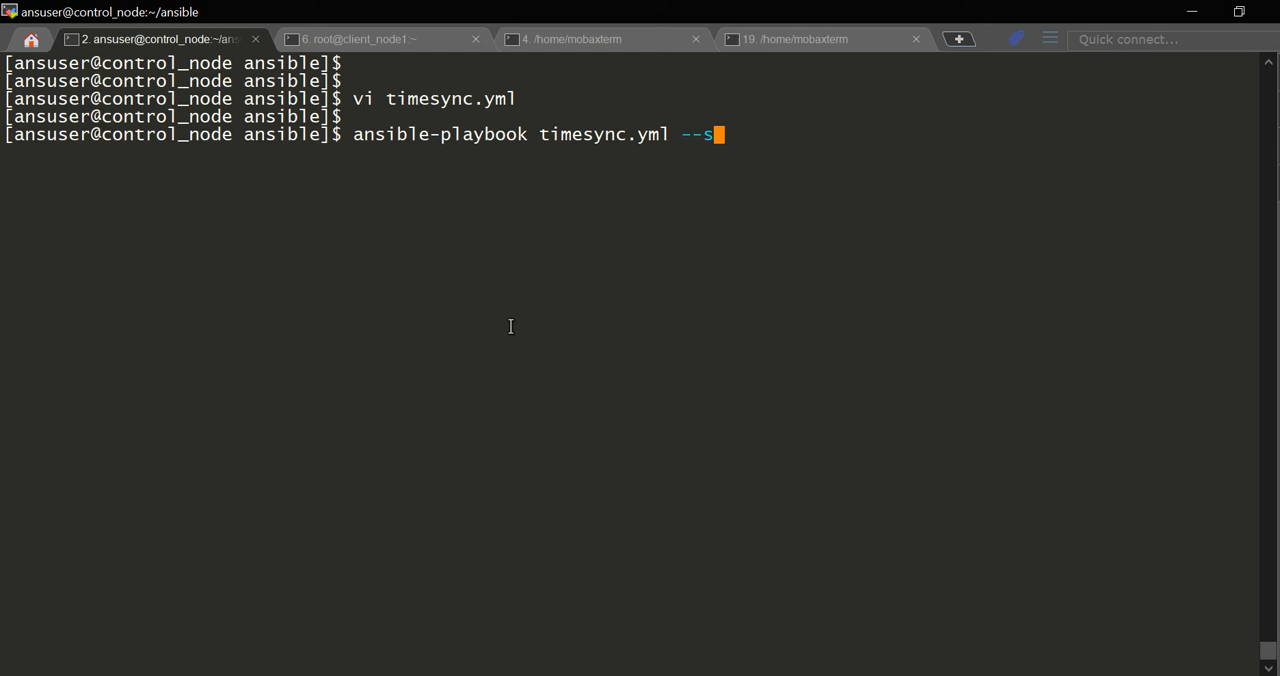 ansuser@control_node:~/ansible
2. ansuser@control_node:~/ans
6. root@client_node1:~
4. /home/mobaxterm
19. /home/mobaxterm
Quick connect...
[ansuser@control_node ansible]$
[ansuser@control_node ansible]$
[ansuser@control_node ansible]$ vi timesync.yml
[ansuser@control_node ansible]$
[ansuser@control_node ansible]$ ansible-playbook timesync.yml --s